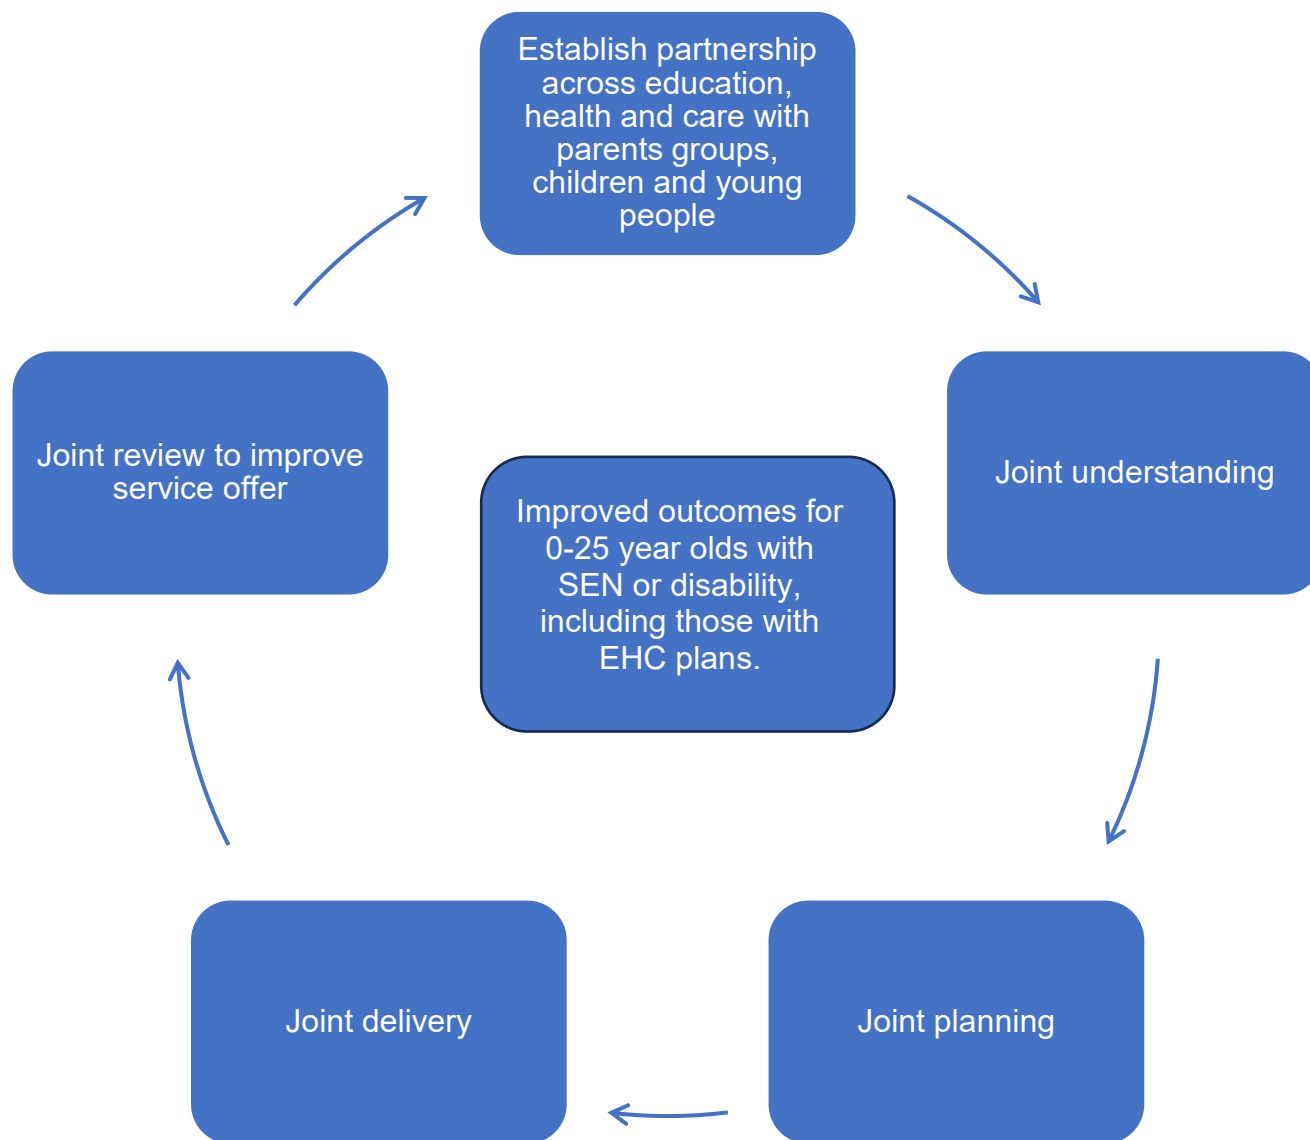 Establish partnership
across education,
health and care with
parents groups,
children and young
people
Joint understanding
Joint planning
Joint delivery
Joint review to improve
service offer
Improved outcomes for
0-25 year olds with
SEN or disability,
including those with
EHC plans.